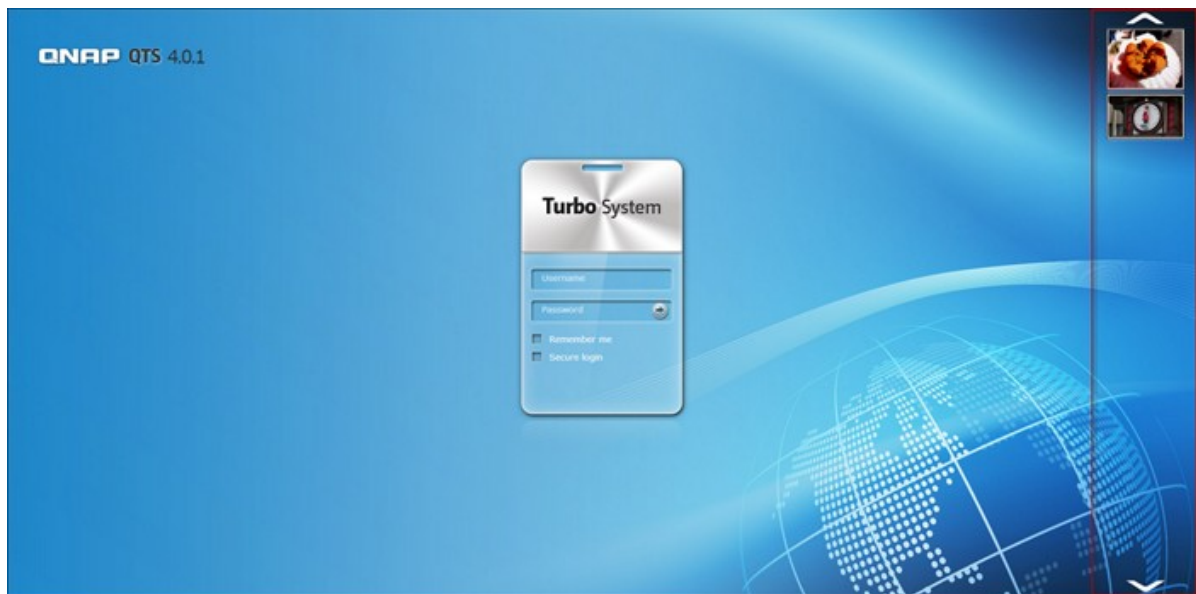 QNAP QTS 4.0.1
Turbo System
Username
Password
Remember me
Secure login